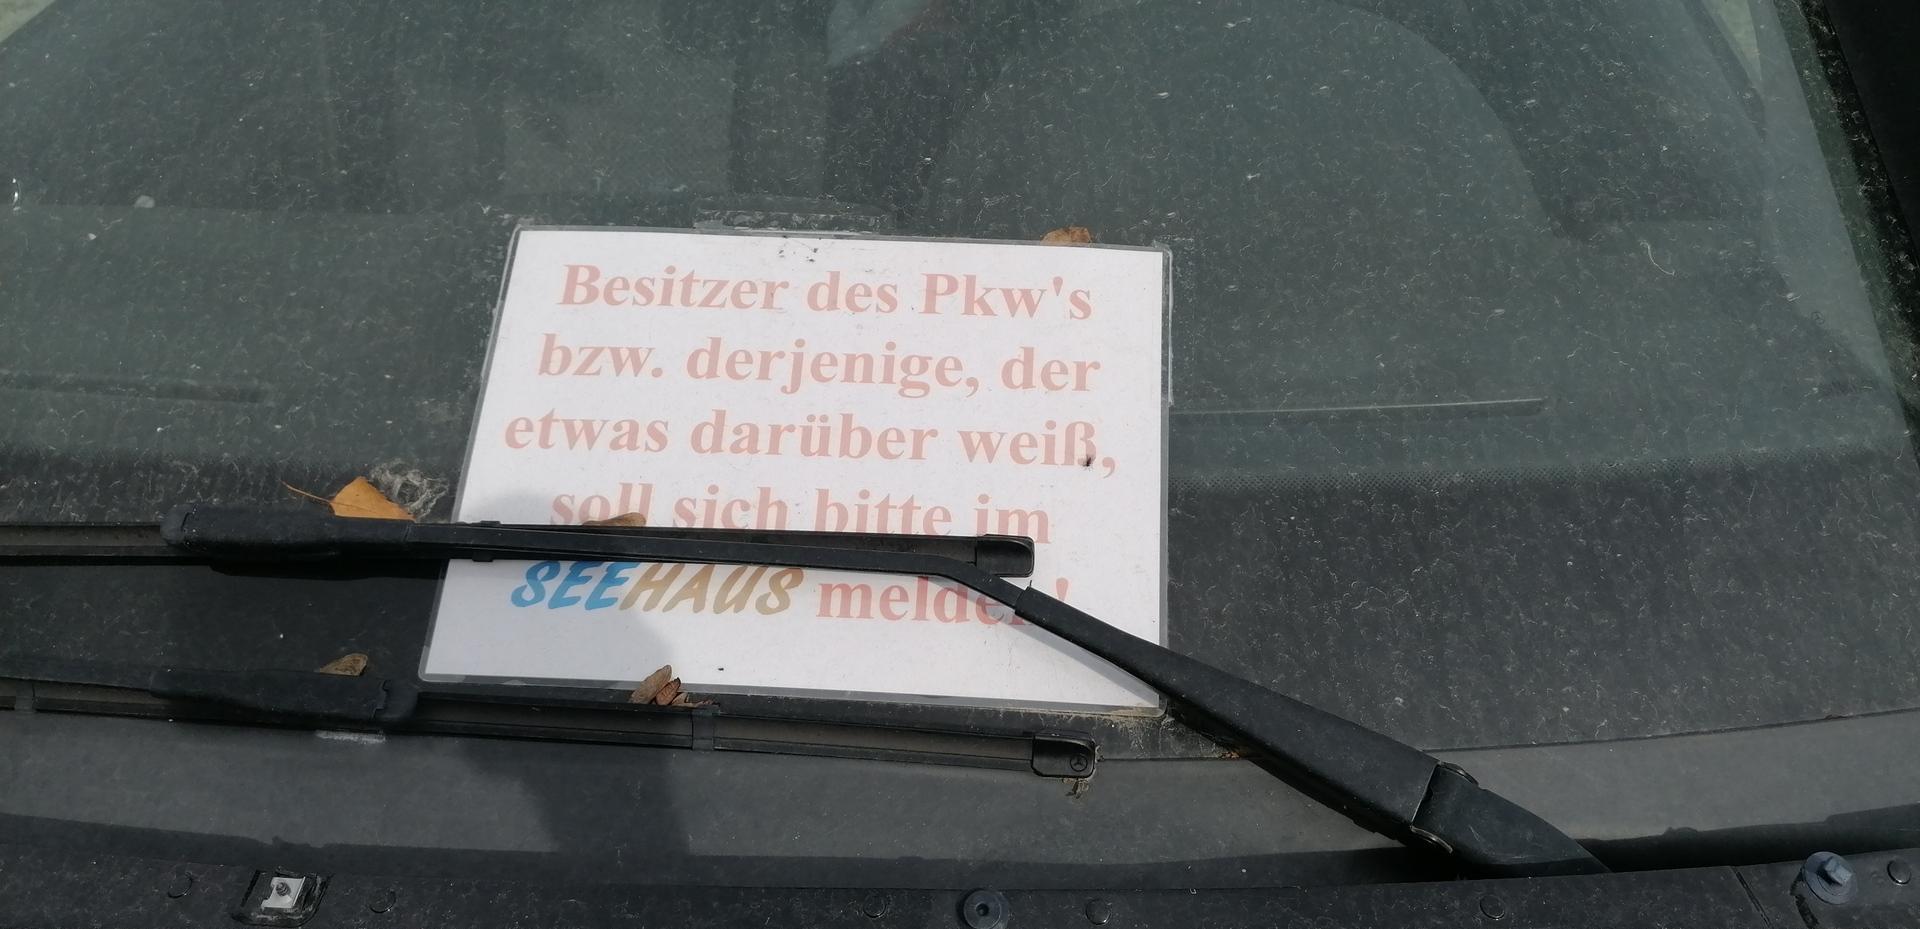 Besitzer des Pkw's
bzw. derjenige, der
etwas darüber weiß,
soll sich bitte im
SEEHAUS melden!